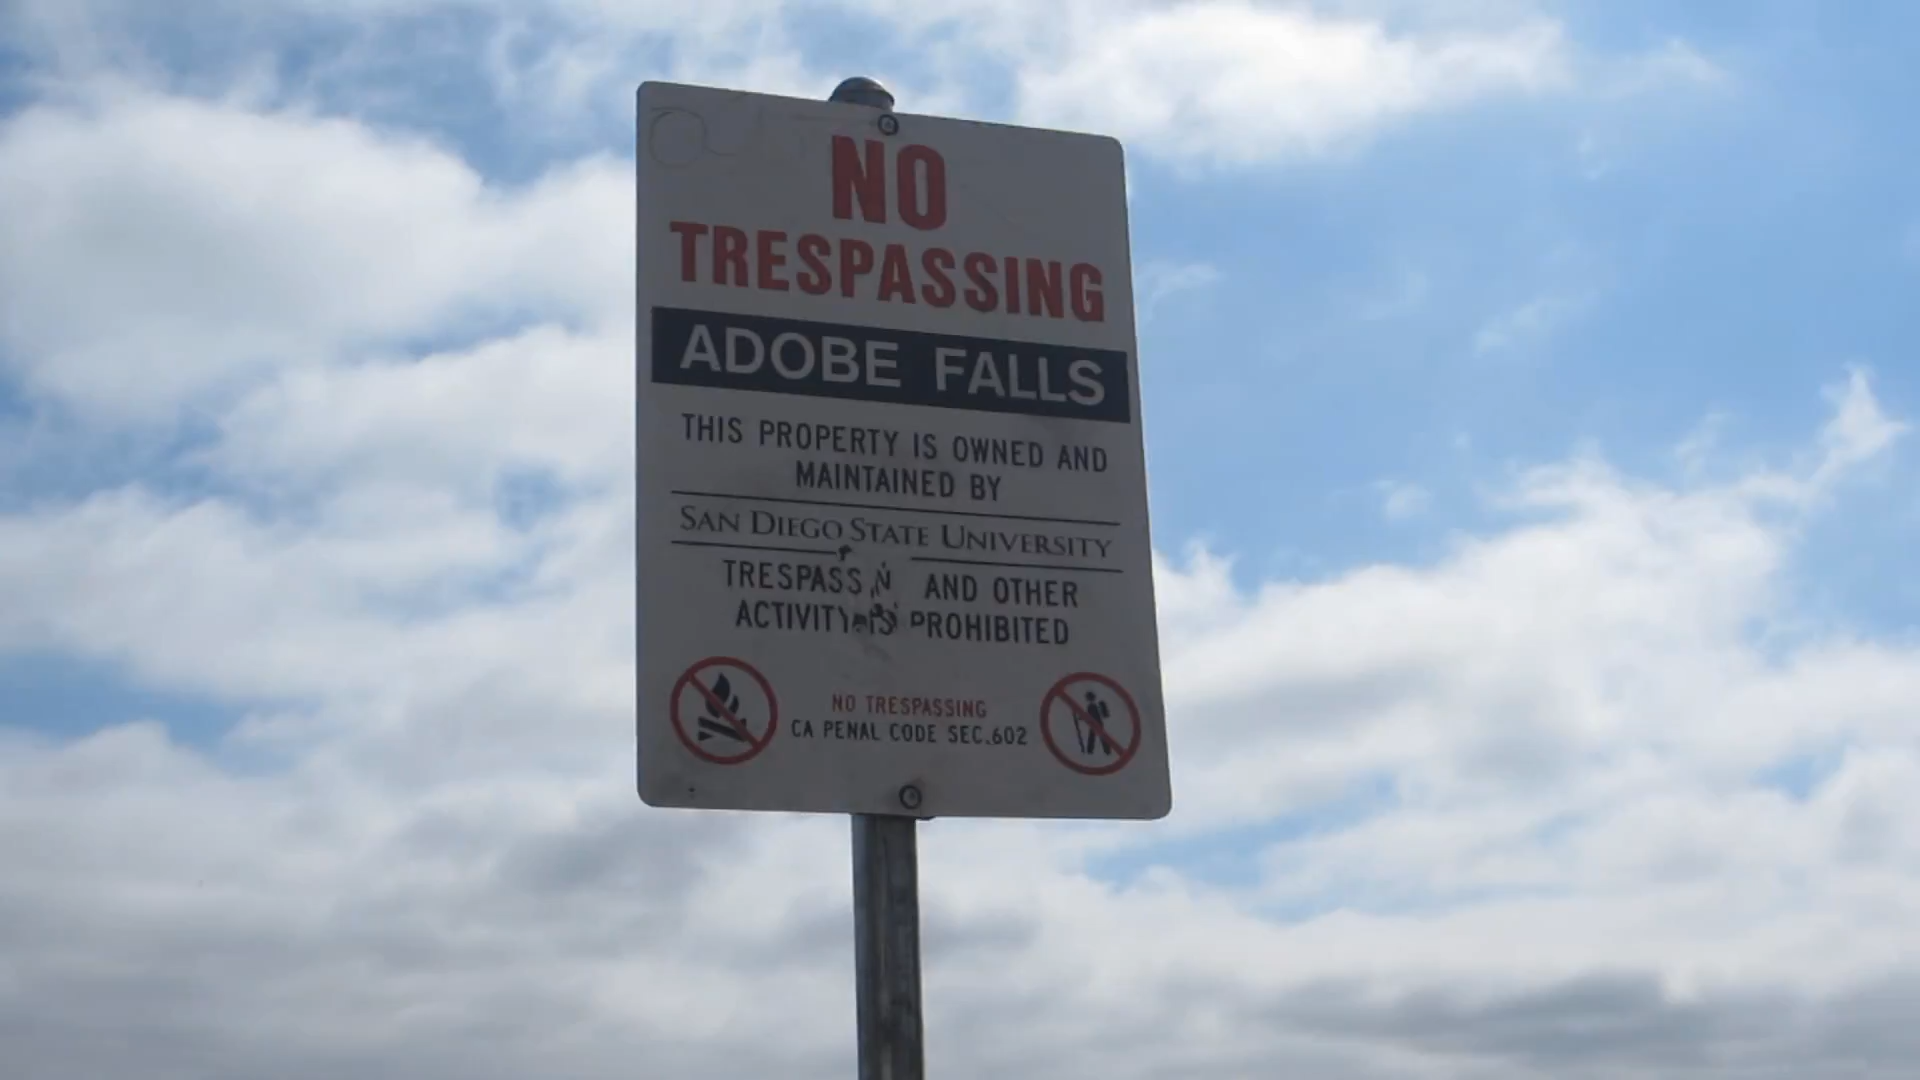 NO
TRESPASSING
ADOBE FALLS
THIS PROPERTY IS OWNED AND
MAINTAINED BY
SAN DIEGO STATE UNIVERSITY
TRESPASS N AND OTHER
ACTIVITY IS PROHIBITED
NO TRESPASSING
CA PENAL CODE SEC.602